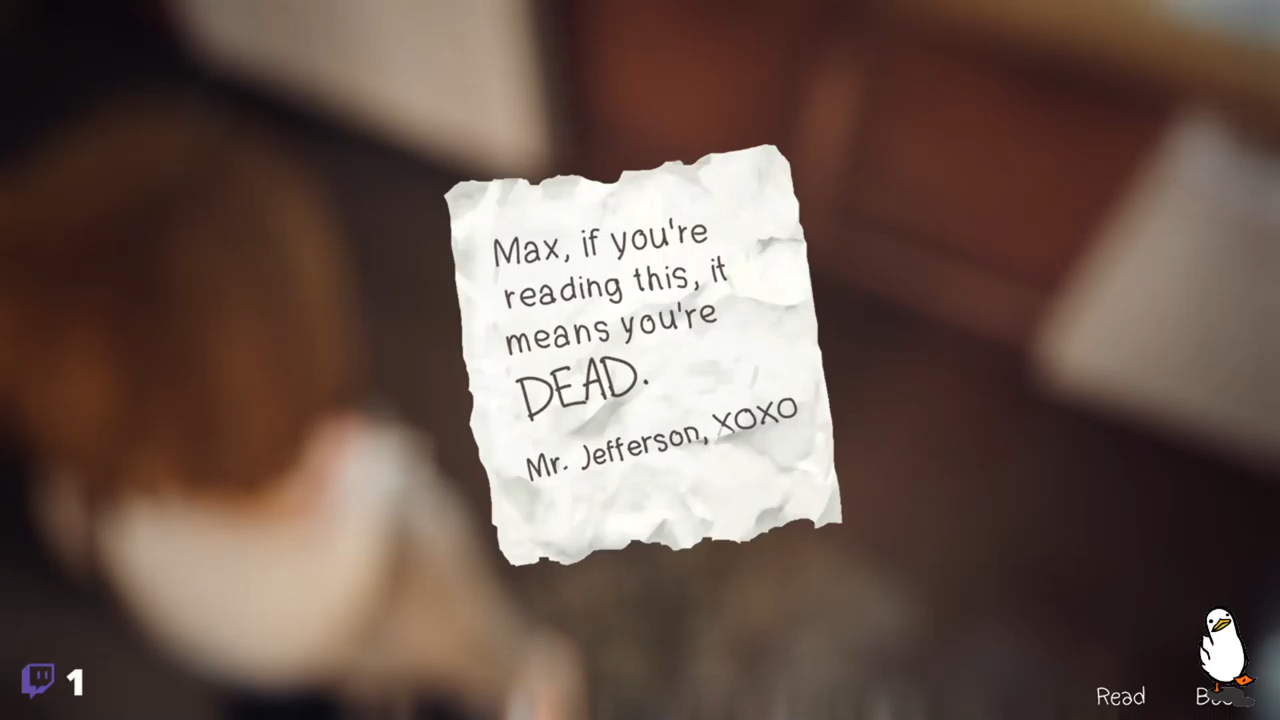 Max, if you're
reading this, it
means you're
DEAD.
Mr. Jefferson, XOXO
1
Read